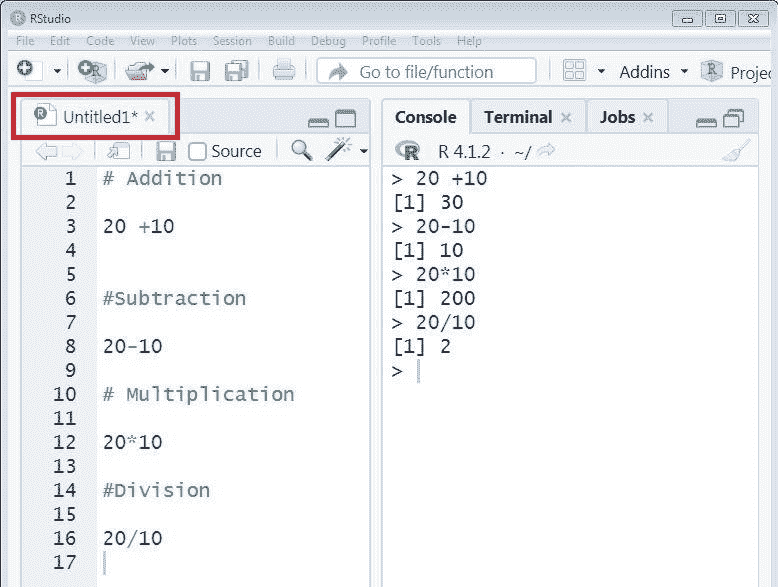 RStudio
File Edit Code View Plots Session Build Debug Profile Tools Help
R Go to file/function Addins R Projec
Untitled1*
Source
1 # Addition
2
3 20 +10
4
5
6 #Subtraction
7
8 20-10
9
10 # Multiplication
11
12 20*10
13
14 #Division
15
16 20/10
17
Console Terminal Jobs
R R 4.1.2 · ~/
> 20 +10
[1] 30
> 20-10
[1] 10
> 20*10
[1] 200
> 20/10
[1] 2
>